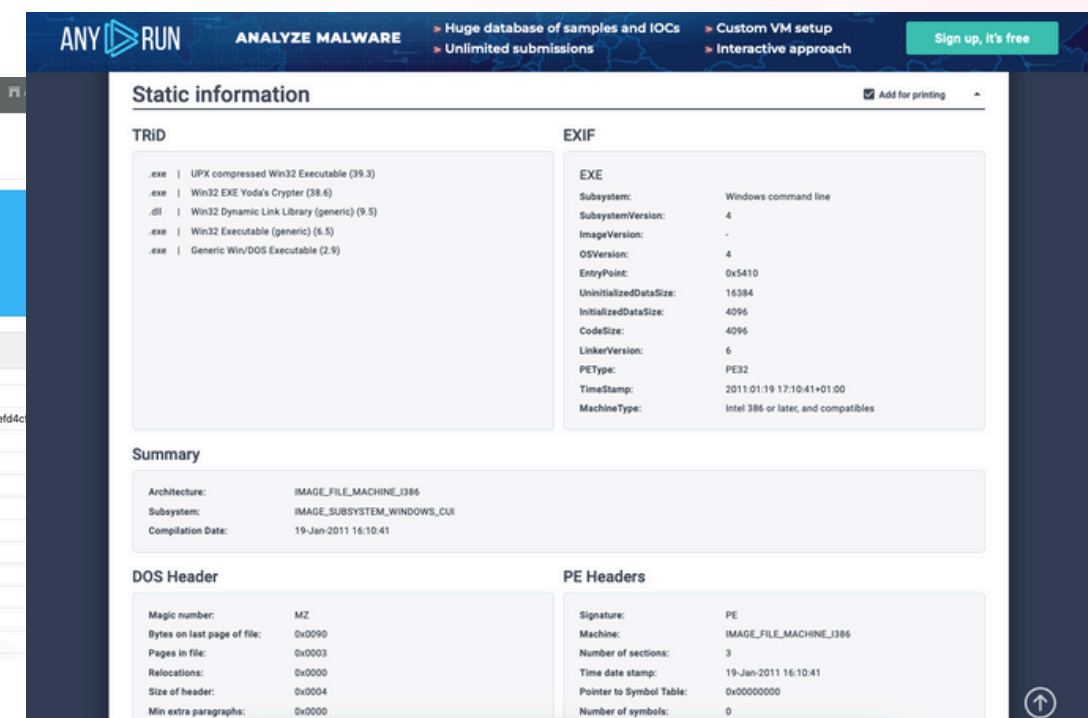 ANY RUN
ANALYZE MALWARE
Huge database of samples and IOCs
Unlimited submissions
Custom VM setup
Interactive approach
Sign up, it's free
Static information
Add for printing
TRiD
.exe | UPX compressed Win32 Executable (39.3)
.exe | Win32 EXE Yoda's Crypter (38.6)
.dll | Win32 Dynamic Link Library (generic) (9.5)
.exe | Win32 Executable (generic) (6.5)
.exe | Generic Win/DOS Executable (2.9)
EXIF
EXE
Subsystem: Windows command line
SubsystemVersion: 4
ImageVersion: -
OSVersion: 4
EntryPoint: 0x5410
UninitializedDataSize: 16384
InitializedDataSize: 4096
CodeSize: 4096
LinkerVersion: 6
PEType: PE32
TimeStamp: 2011:01:19 17:10:41+01:00
MachineType: Intel 386 or later, and compatibles
Summary
Architecture: IMAGE_FILE_MACHINE_I386
Subsystem: IMAGE_SUBSYSTEM_WINDOWS_CUI
Compilation Date: 19-Jan-2011 16:10:41
DOS Header
Magic number: MZ
Bytes on last page of file: 0x0090
Pages in file: 0x0003
Relocations: 0x0000
Size of header: 0x0004
Min extra paragraphs: 0x0000
PE Headers
Signature: PE
Machine: IMAGE_FILE_MACHINE_I386
Number of sections: 3
Time date stamp: 19-Jan-2011 16:10:41
Pointer to Symbol Table: 0x00000000
Number of symbols: 0